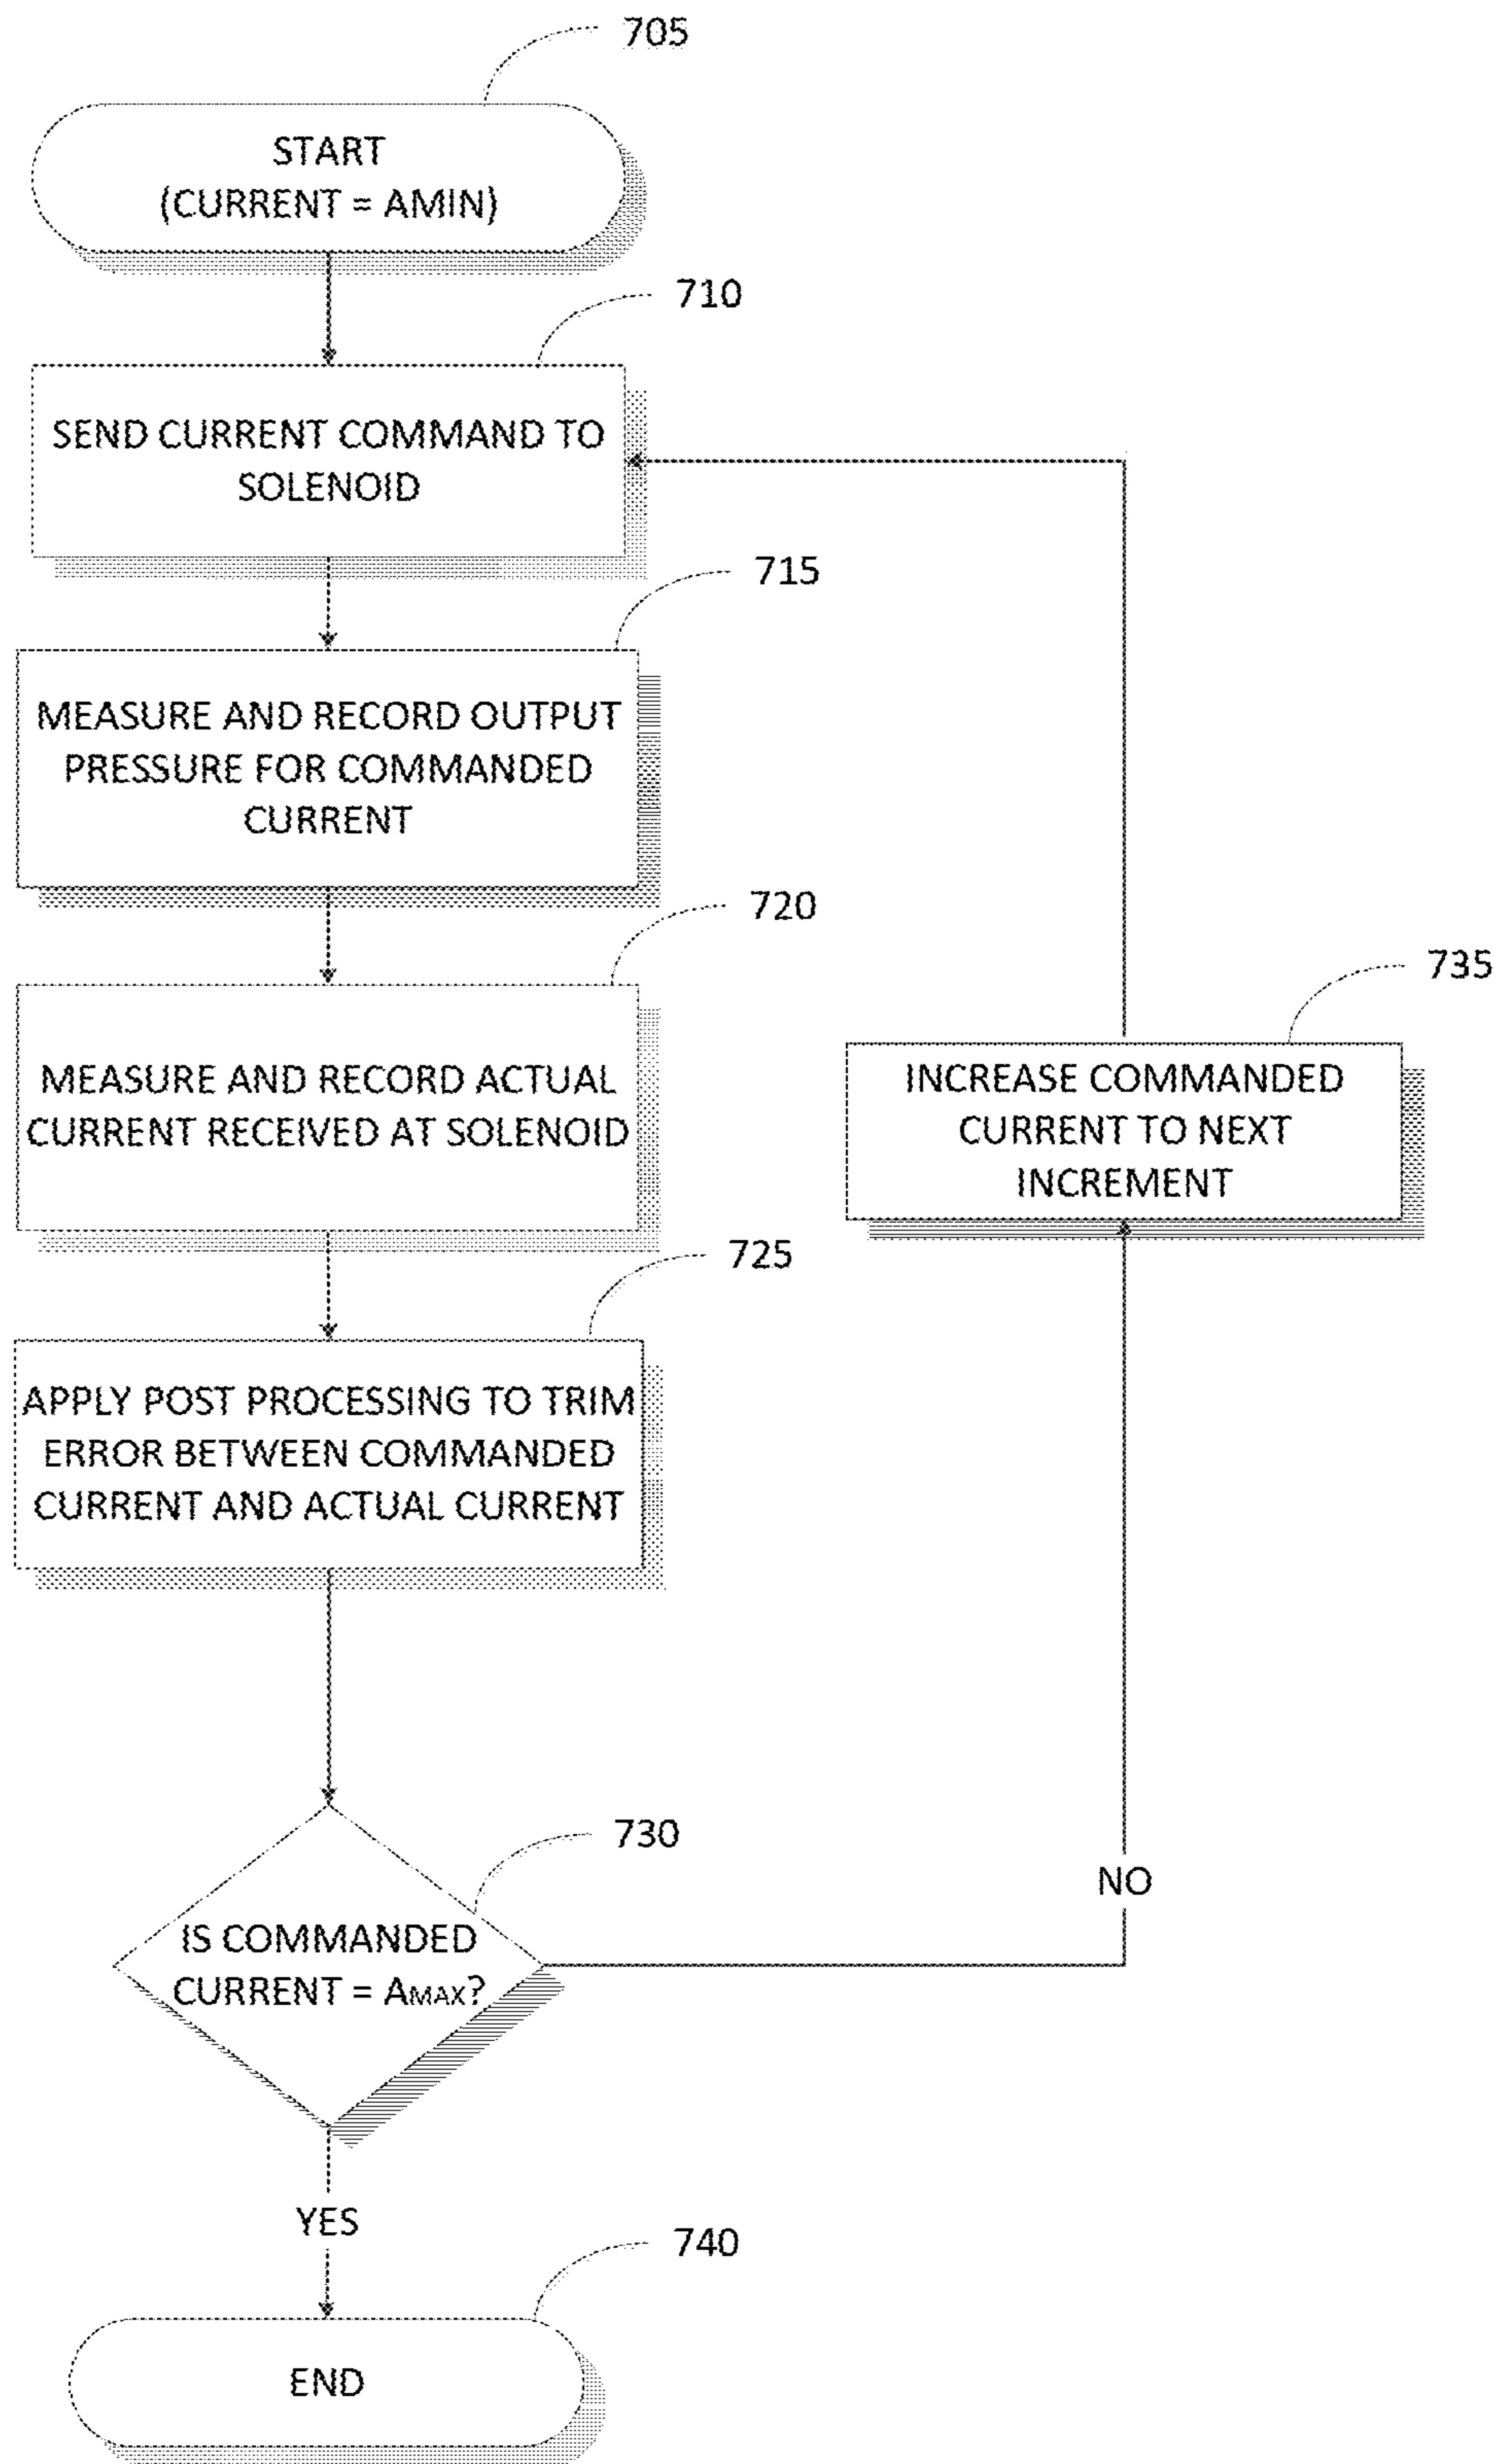 705
START
(CURRENT = AMIN)
710
SEND CURRENT COMMAND TO
SOLENOID
715
MEASURE AND RECORD OUTPUT
PRESSURE FOR COMMANDED
CURRENT
720
MEASURE AND RECORD ACTUAL
CURRENT RECEIVED AT SOLENOID
735
INCREASE COMMANDED
CURRENT TO NEXT
INCREMENT
725
APPLY POST PROCESSING TO TRIM
ERROR BETWEEN COMMANDED
CURRENT AND ACTUAL CURRENT
730
IS COMMANDED
CURRENT = AMAX?
NO
YES
740
END